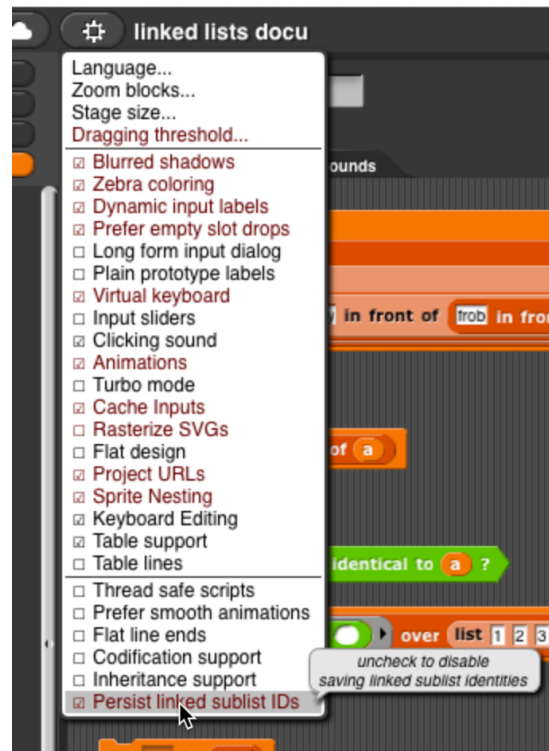 linked lists docu
Language...
Zoom blocks...
Stage size...
Dragging threshold...
Blurred shadows
Zebra coloring
Dynamic input labels
Prefer empty slot drops
Long form input dialog
Plain prototype labels
Virtual keyboard
Input sliders
Clicking sound
Animations
Turbo mode
Cache Inputs
Rasterize SVGs
Flat design
Project URLs
Sprite Nesting
Keyboard Editing
Table support
Table lines
Thread safe scripts
Prefer smooth animations
Flat line ends
Codification support
Inheritance support
Persist linked sublist IDs
ounds
in front of frob in fron
of a
identical to a ?
over list 1 2 3
uncheck to disable
saving linked sublist identities